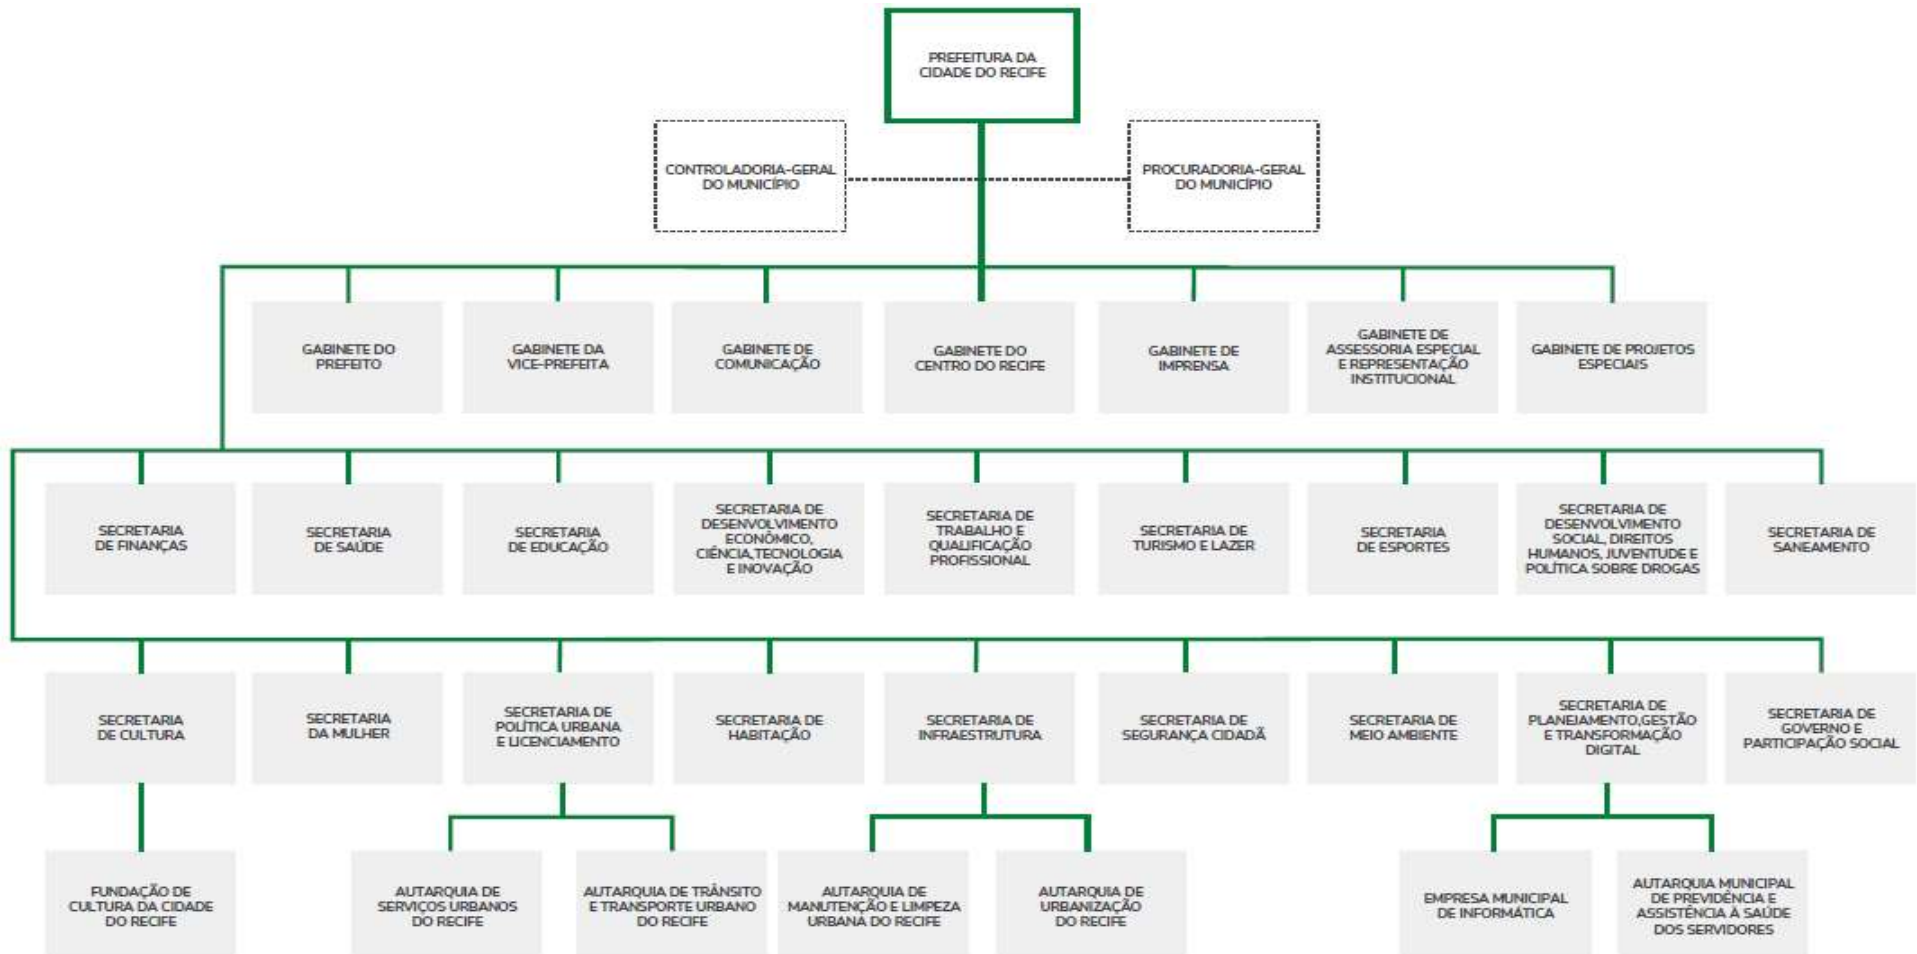 PREFEITURA DA
CIDADE DO RECIFE
CONTROLADORIA-GERAL
DO MUNICÍPIO
PROCURADORIA-GERAL
DO MUNICÍPIO
GABINETE DO
PREFEITO
GABINETE DA
VICE-PREFEITA
GABINETE DE
COMUNICAÇÃO
GABINETE DO
CENTRO DO RECIFE
GABINETE DE
IMPRENSA
GABINETE DE
ASSESSORIA ESPECIAL
E REPRESENTAÇÃO
INSTITUCIONAL
GABINETE DE PROJETOS
ESPECIAIS
SECRETARIA
DE FINANÇAS
SECRETARIA
DE SAÚDE
SECRETARIA
DE EDUCAÇÃO
SECRETARIA DE
DESENVOLVIMENTO
ECONÔMICO,
CIÊNCIA,TECNOLOGIA
E INOVAÇÃO
SECRETARIA DE
TRABALHO E
QUALIFICAÇÃO
PROFISSIONAL
SECRETARIA DE
TURISMO E LAZER
SECRETARIA
DE ESPORTES
SECRETARIA DE
DESENVOLVIMENTO
SOCIAL, DIREITOS
HUMANOS, JUVENTUDE E
POLÍTICA SOBRE DROGAS
SECRETARIA DE
SANEAMENTO
SECRETARIA
DE CULTURA
SECRETARIA
DA MULHER
SECRETARIA DE
POLÍTICA URBANA
E LICENCIAMENTO
SECRETARIA DE
HABITAÇÃO
SECRETARIA DE
INFRAESTRUTURA
SECRETARIA DE
SEGURANÇA CIDADÃ
SECRETARIA DE
MEIO AMBIENTE
SECRETARIA DE
PLANEJAMENTO,GESTÃO
E TRANSFORMAÇÃO
DIGITAL
SECRETARIA DE
GOVERNO E
PARTICIPAÇÃO SOCIAL
FUNDAÇÃO DE
CULTURA DA CIDADE
DO RECIFE
AUTARQUIA DE
SERVIÇOS URBANOS
DO RECIFE
AUTARQUIA DE TRÂNSITO
E TRANSPORTE URBANO
DO RECIFE
AUTARQUIA DE
MANUTENÇÃO E LIMPEZA
URBANA DO RECIFE
AUTARQUIA DE
URBANIZAÇÃO
DO RECIFE
EMPRESA MUNICIPAL
DE INFORMÁTICA
AUTARQUIA MUNICIPAL
DE PREVIDÊNCIA E
ASSISTÊNCIA À SAÚDE
DOS SERVIDORES